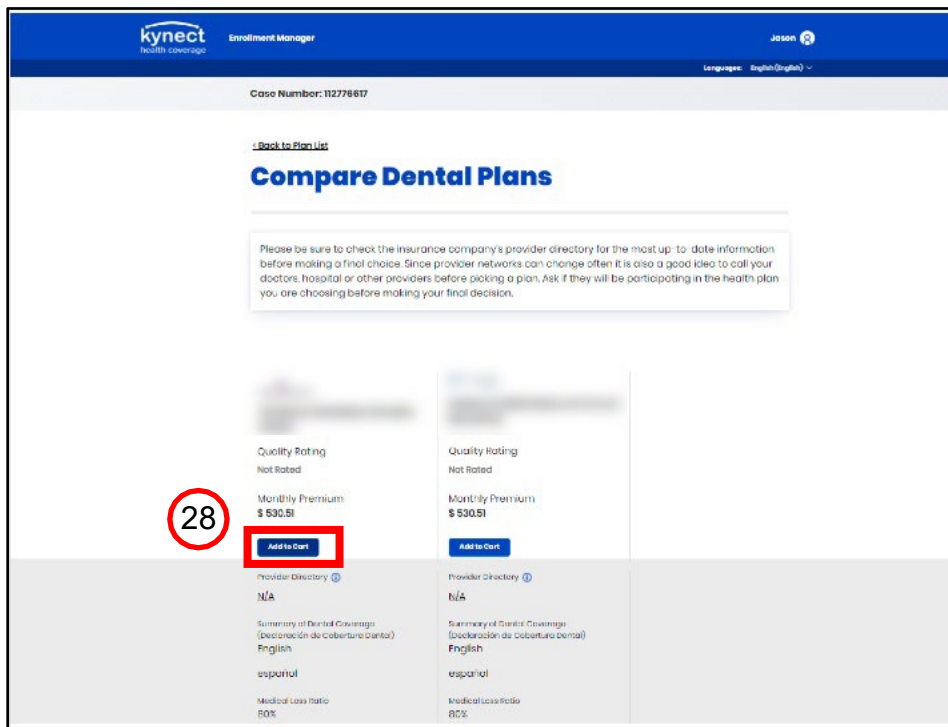 kynect
health coverage
Enrollment Manager
Jason
Languages: English (English)
Case Number: 112776617
< Back to Plan List
Compare Dental Plans
Please be sure to check the insurance company's provider directory for the most up-to-date information
before making a final choice. Since provider networks can change often it is also a good idea to call your
doctors, hospital or other providers before picking a plan. Ask if they will be participating in the health plan
you are choosing before making your final decision.
Quality Rating
Not Rated
Monthly Premium
$ 530.51
28
Add to Cart
Provider Directory
N/A
Summary of Dental Coverage
(Declaración de Cobertura Dental)
English
español
Medical Loss Ratio
80%
Quality Rating
Not Rated
Monthly Premium
$ 530.51
Add to Cart
Provider Directory
N/A
Summary of Dental Coverage
(Declaración de Cobertura Dental)
English
español
Medical Loss Ratio
80%